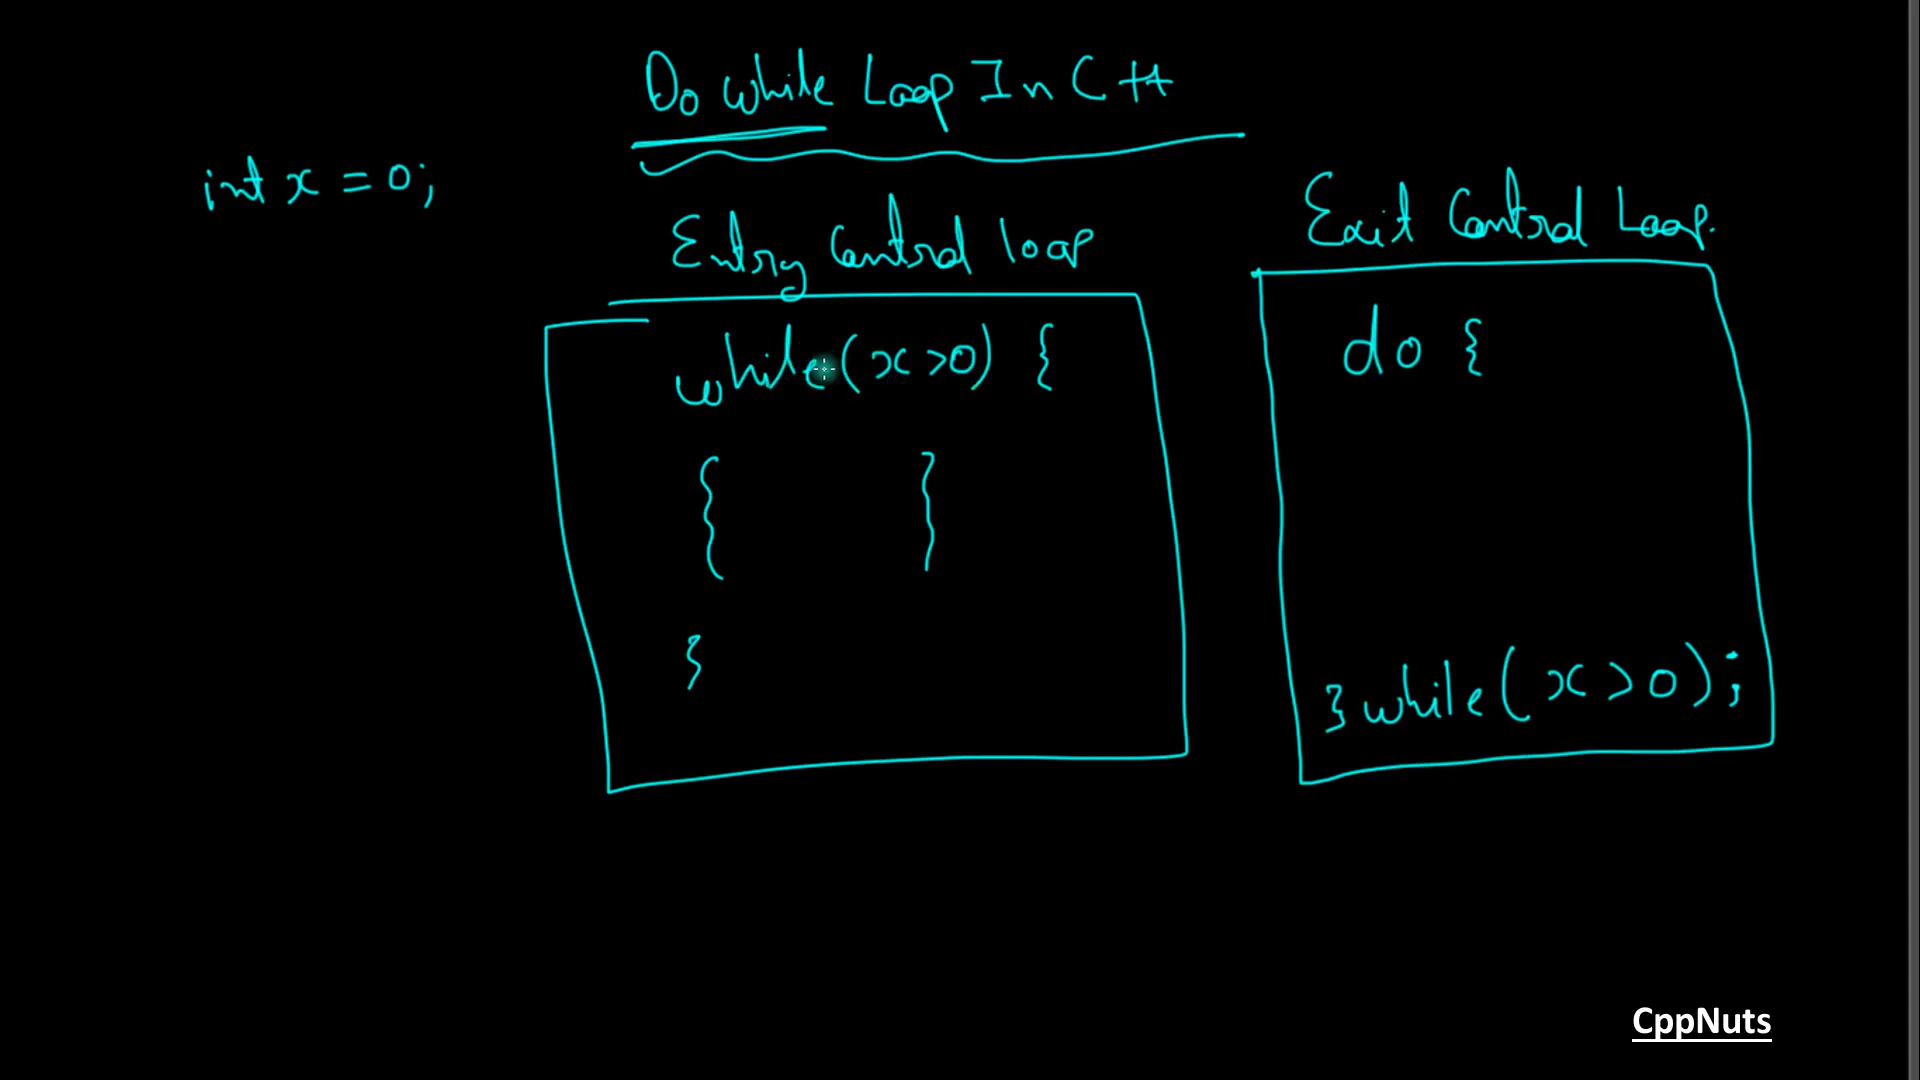 Do while Loop In C++
int x = 0;
Entry Control loop
while(x>0) {
{ }
}
Exit Control Loop.
do {
}while(x>0);
CppNuts